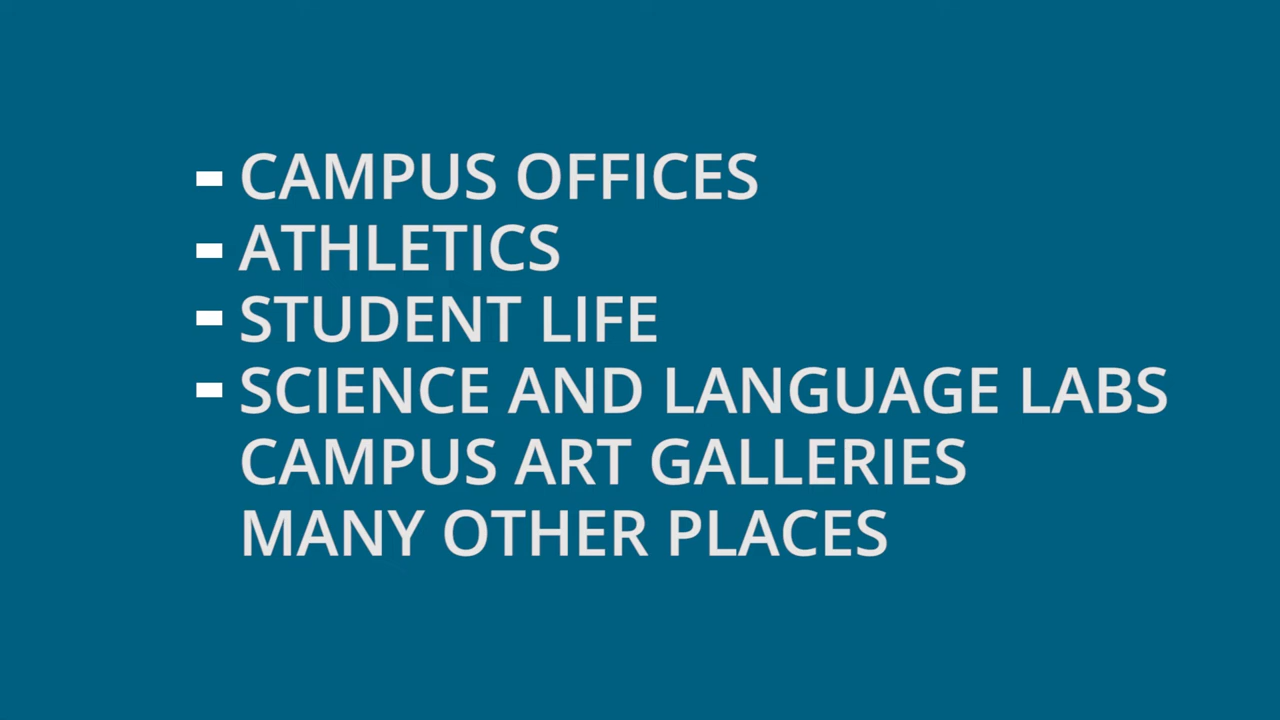 - CAMPUS OFFICES
- ATHLETICS
- STUDENT LIFE
- SCIENCE AND LANGUAGE LABS
CAMPUS ART GALLERIES
MANY OTHER PLACES